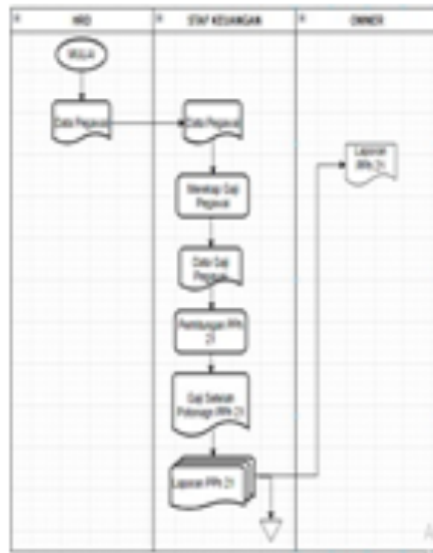 HRD
STAF KEUANGAN
OWNER
MULAI
Data Pegawai
Data Pegawai
Laporan
PPh 21
Merekap Gaji
Pegawai
Data Gaji
Pegawai
Perhitungan PPh
21
Gaji Setelah
Potongan PPh 21
Laporan PPh 21